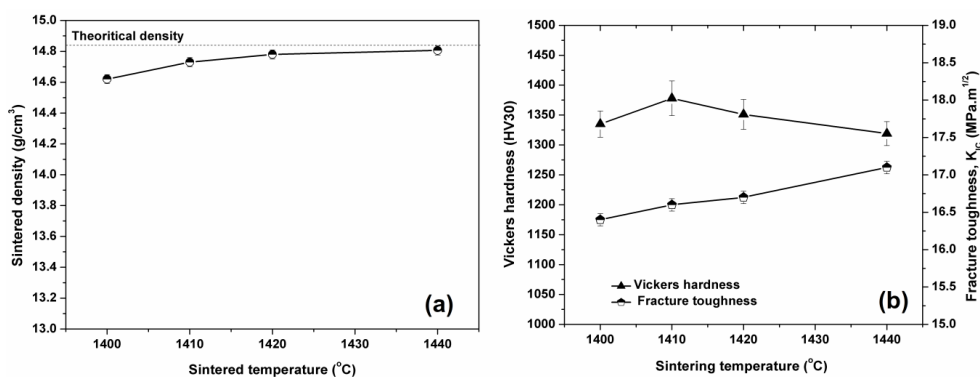 15.0
14.8
14.6
14.4
14.2
14.0
13.8
13.6
13.4
13.2
13.0
Sintered density (g/cm³)
Theoritical density
(a)
1400 1410 1420 1430 1440
Sintered temperature (°C)
1500
1450
1400
1350
1300
1250
1200
1150
1100
1050
1000
Vickers hardness (HV30)
Vickers hardness
Fracture toughness
(b)
1400 1410 1420 1430 1440
Sintering temperature (°C)
19.0
18.5
18.0
17.5
17.0
16.5
16.0
15.5
15.0
Fracture toughness, K_IC (MPa.m^1/2)